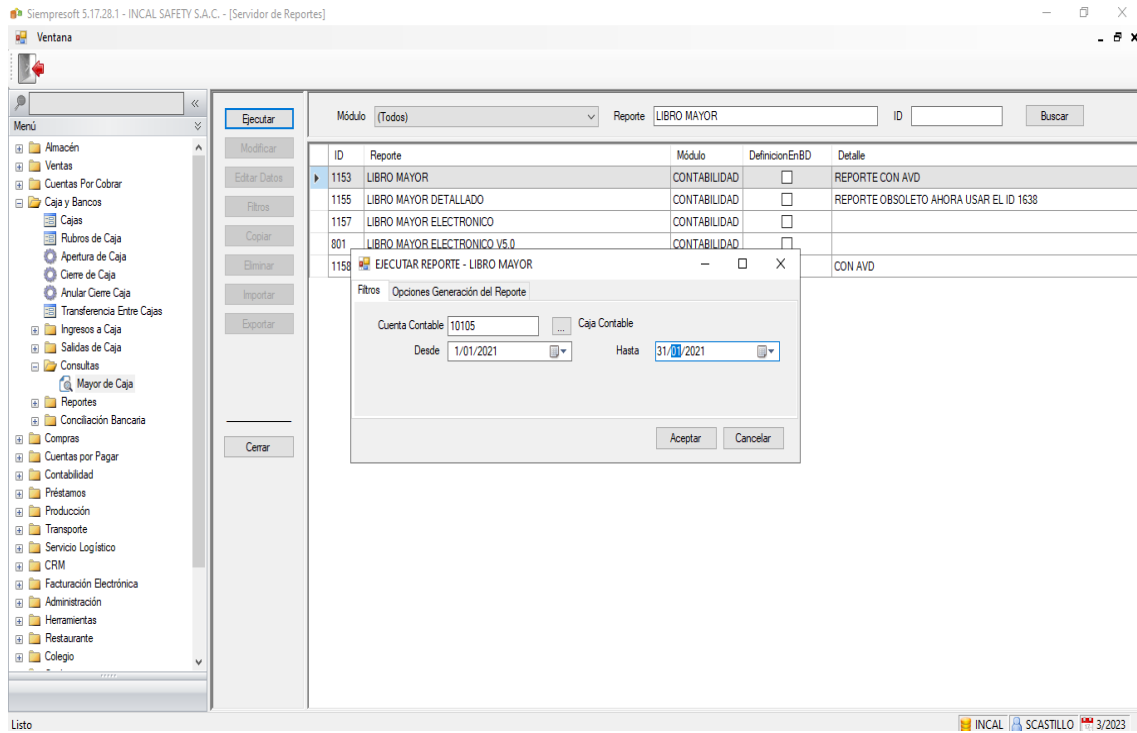 Siempresoft 5.17.28.1 - INCAL SAFETY S.A.C. - [Servidor de Reportes]
Ventana
Menú
Almacén
Ventas
Cuentas Por Cobrar
Caja y Bancos
Cajas
Rubros de Caja
Apertura de Caja
Cierre de Caja
Anular Cierre Caja
Transferencia Entre Cajas
Ingresos a Caja
Salidas de Caja
Consultas
Mayor de Caja
Reportes
Conciliación Bancaria
Compras
Cuentas por Pagar
Contabilidad
Préstamos
Producción
Transporte
Servicio Logístico
CRM
Facturación Electrónica
Administración
Herramientas
Restaurante
Colegio
Ejecutar
Modificar
Editar Datos
Filtros
Copiar
Eliminar
Importar
Exportar
Cerrar
Módulo (Todos) Reporte LIBRO MAYOR ID Buscar
ID Reporte Módulo DefinicionEnBD Detalle
1153 LIBRO MAYOR CONTABILIDAD REPORTE CON AVD
1155 LIBRO MAYOR DETALLADO CONTABILIDAD REPORTE OBSOLETO AHORA USAR EL ID 1638
1157 LIBRO MAYOR ELECTRONICO CONTABILIDAD
801 LIBRO MAYOR ELECTRONICO V5.0 CONTABILIDAD
1158 CON AVD
EJECUTAR REPORTE - LIBRO MAYOR
Filtros Opciones Generación del Reporte
Cuenta Contable 10105 ... Caja Contable
Desde 1/01/2021 Hasta 31/01/2021
Aceptar Cancelar
Listo INCAL SCASTILLO 3/2023